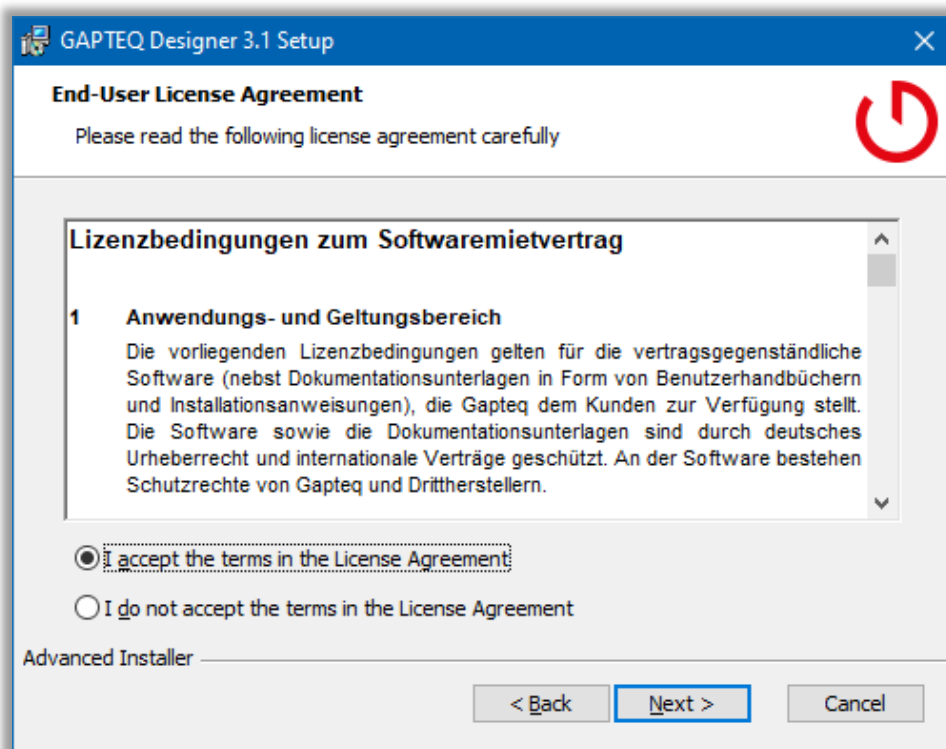 GAPTEQ Designer 3.1 Setup
End-User License Agreement
Please read the following license agreement carefully
Lizenzbedingungen zum Softwaremietvertrag
1 Anwendungs- und Geltungsbereich
Die vorliegenden Lizenzbedingungen gelten für die vertragsgegenständliche
Software (nebst Dokumentationsunterlagen in Form von Benutzerhandbüchern
und Installationsanweisungen), die Gapteq dem Kunden zur Verfügung stellt.
Die Software sowie die Dokumentationsunterlagen sind durch deutsches
Urheberrecht und internationale Verträge geschützt. An der Software bestehen
Schutzrechte von Gapteq und Drittherstellern.
I accept the terms in the License Agreement
I do not accept the terms in the License Agreement
Advanced Installer
< Back Next > Cancel